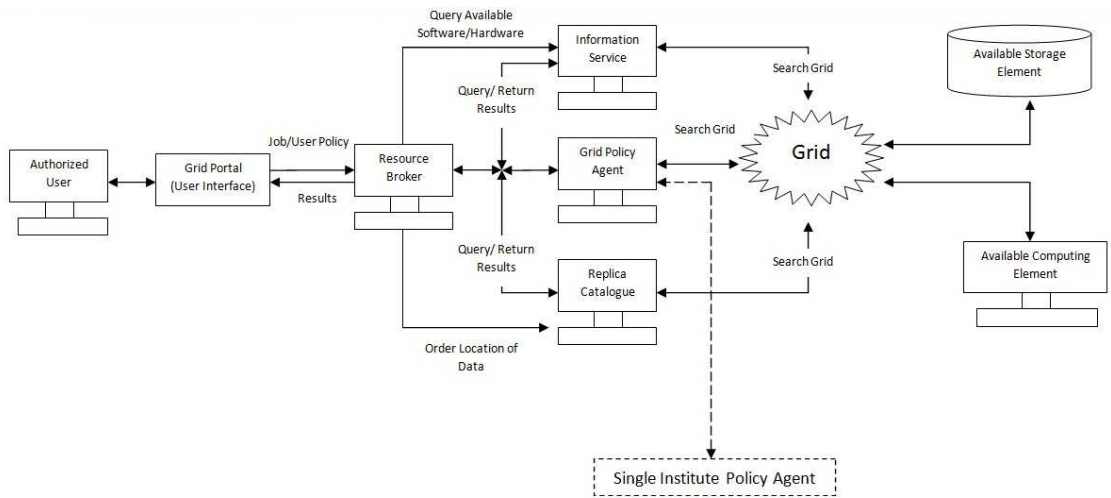 Query Available
Software/Hardware
Information
Service
Available Storage
Element
Search Grid
Query/ Return
Results
Search Grid
Job/User Policy
Authorized
User
Grid Portal
(User Interface)
Resource
Broker
Grid Policy
Agent
Grid
Results
Query/ Return
Results
Search Grid
Available Computing
Element
Replica
Catalogue
Order Location of
Data
Single Institute Policy Agent